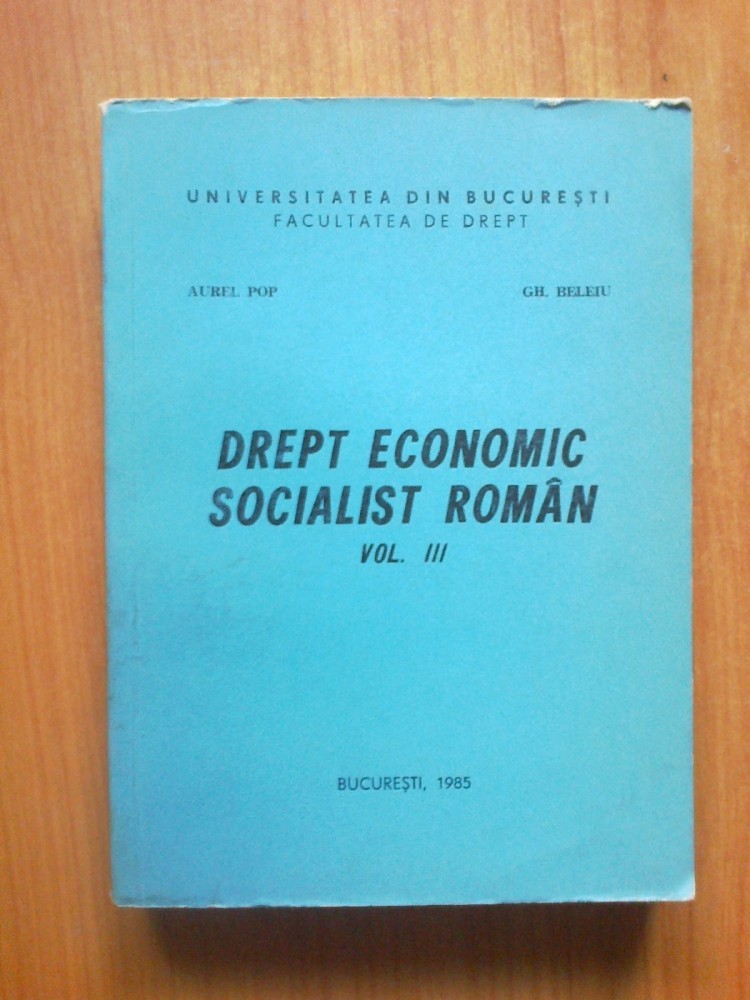 UNIVERSITATEA DIN BUCUREȘTI
FACULTATEA DE DREPT
AUREL POP GH. BELEIU
DREPT ECONOMIC
SOCIALIST ROMÂN
VOL. III
BUCUREȘTI, 1985